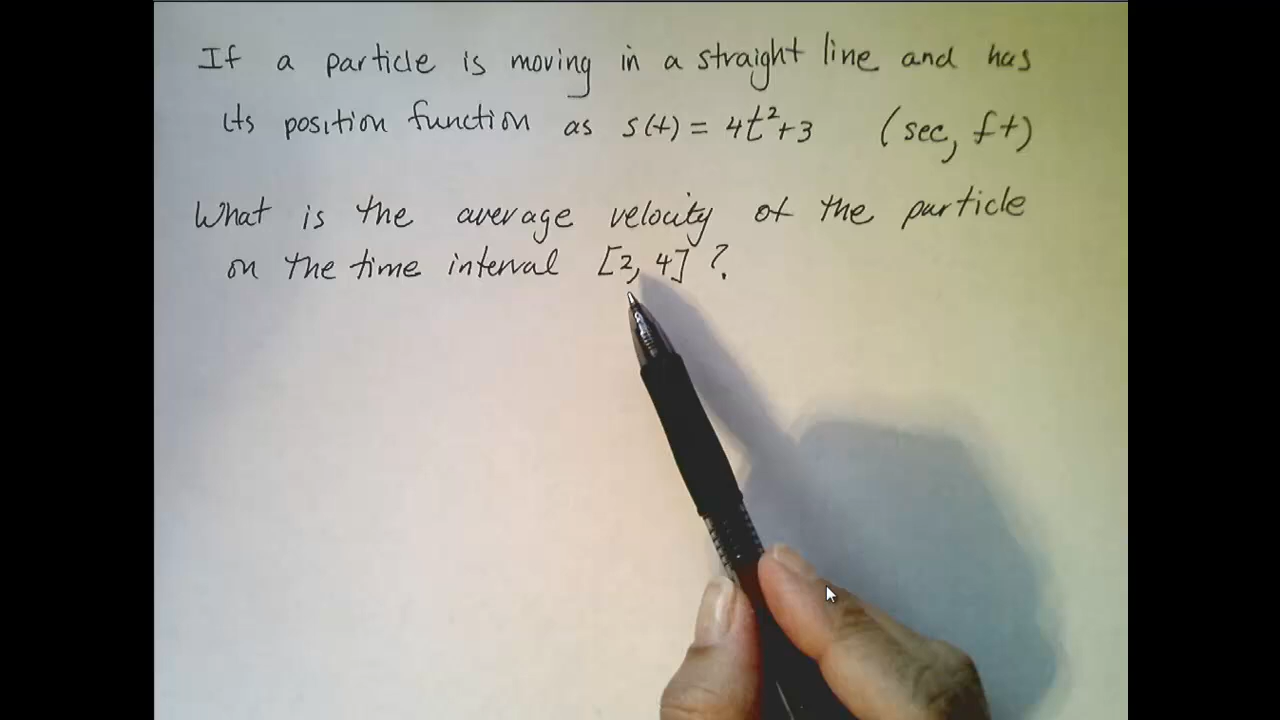 If a particle is moving in a straight line and has
its position function as s(t) = 4t²+3 (sec, ft)
What is the average velocity of the particle
on the time interval [2, 4] ?